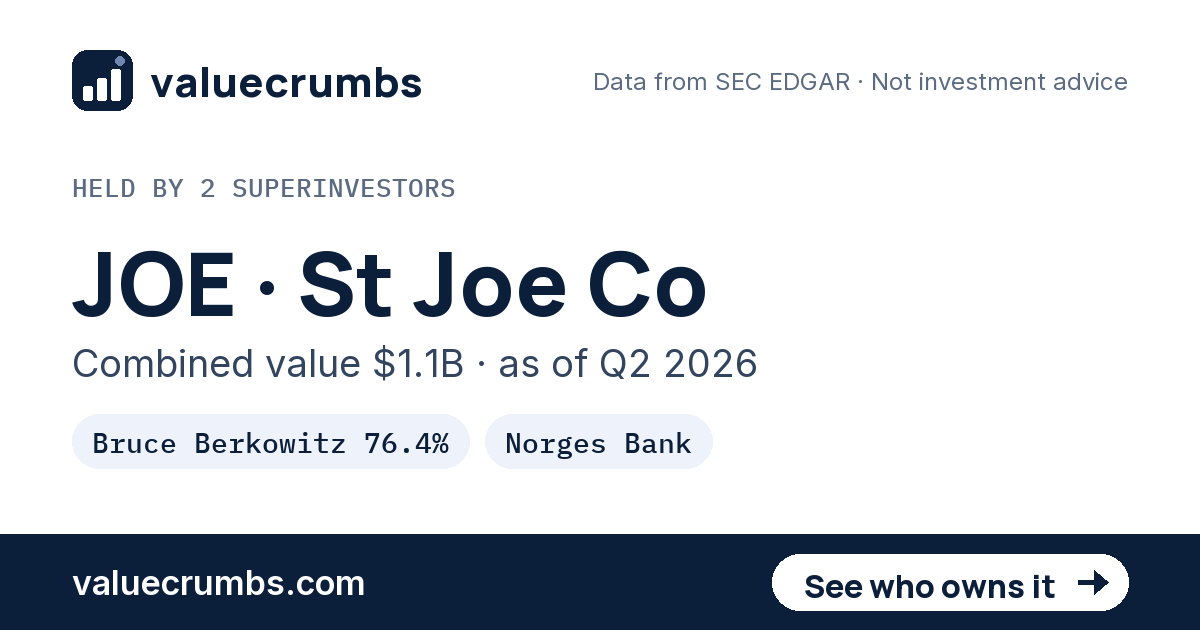 valuecrumbs
Data from SEC EDGAR · Not investment advice
HELD BY 2 SUPERINVESTORS
JOE · St Joe Co
Combined value $1.1B · as of Q2 2026
Bruce Berkowitz 76.4%
Norges Bank
valuecrumbs.com
See who owns it →